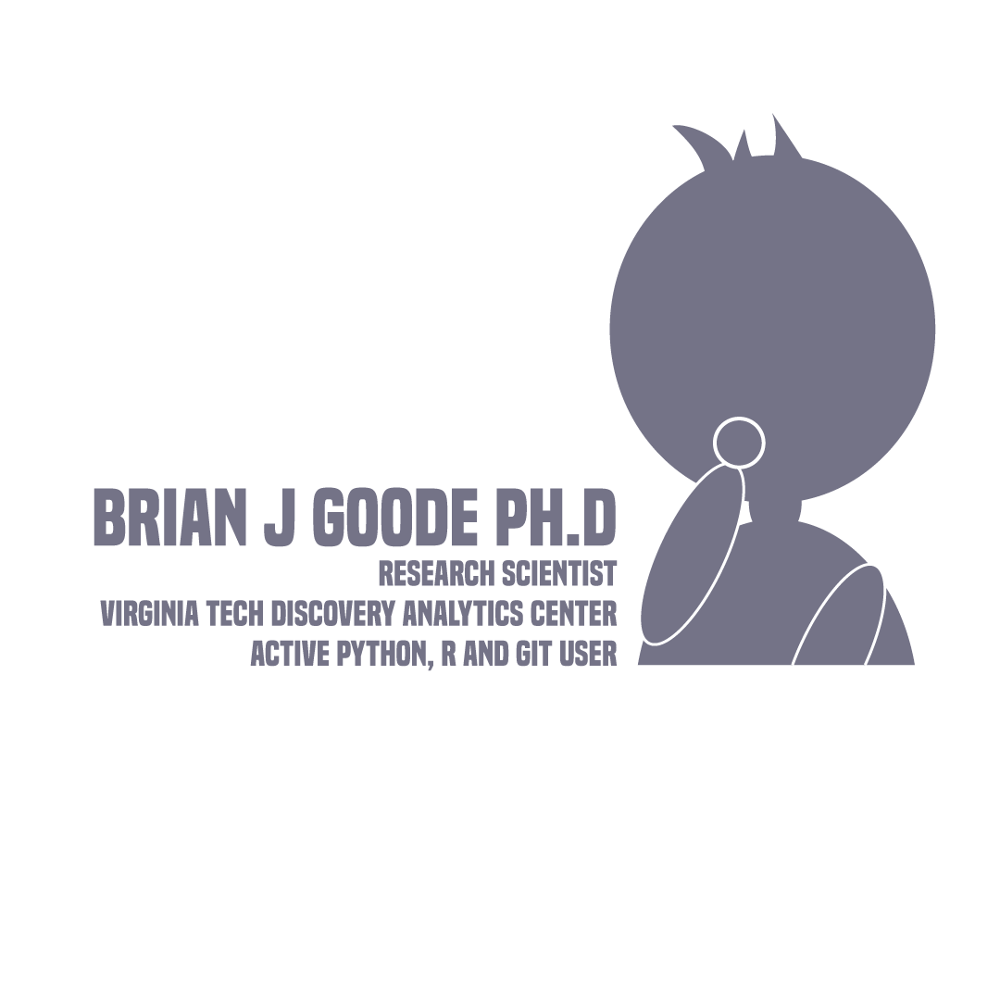 BRIAN J GOODE PH.D
RESEARCH SCIENTIST
VIRGINIA TECH DISCOVERY ANALYTICS CENTER
ACTIVE PYTHON, R AND GIT USER